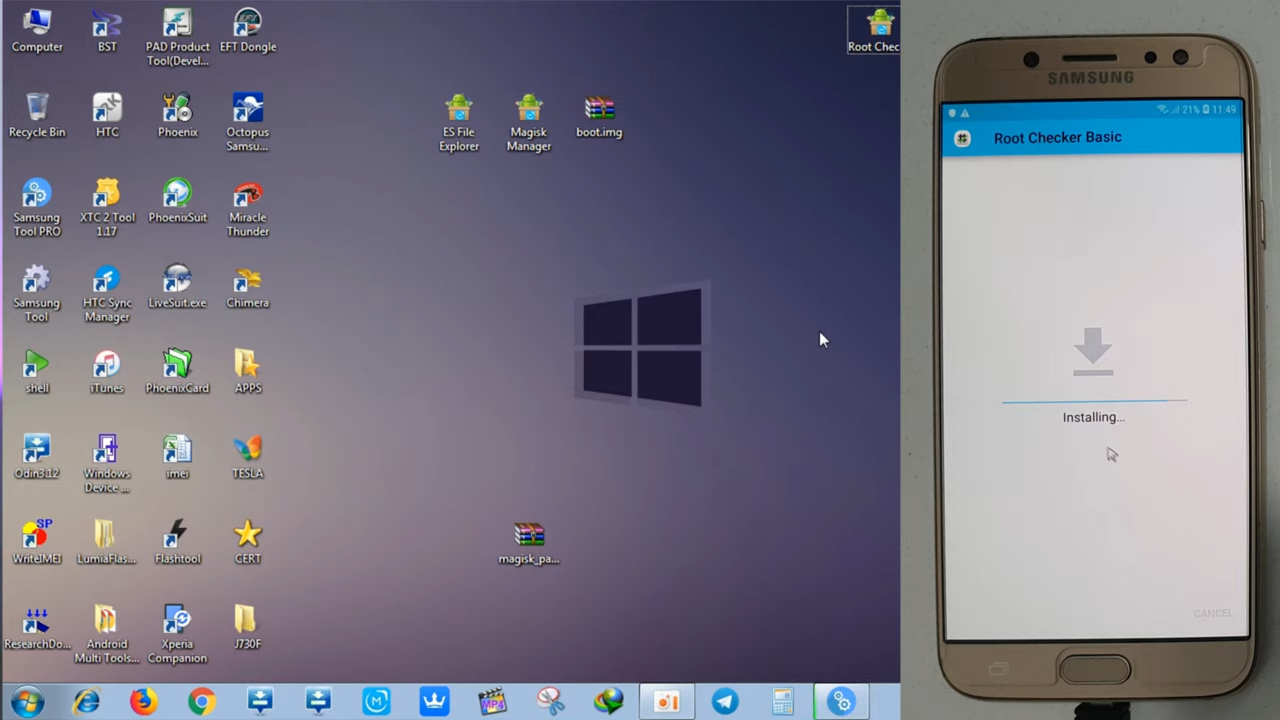 Computer
BST
PAD Product
Tool(Devel...
EFT Dongle
EFT
Root Chec
Recycle Bin
HTC
Phoenix
Octopus
Samsu...
ES File
Explorer
Magisk
Manager
boot.img
Samsung
Tool PRO
XTC 2 Tool
1.17
PhoenixSuit
Miracle
Thunder
Samsung
Tool
HTC Sync
Manager
LiveSuit.exe
Chimera
shell
iTunes
PhoenixCard
APPS
Odin3.12
Windows
Device ...
imei
TESLA
SP
WriteIMEI
LumiaFlas...
Flashtool
CERT
magisk_pa...
ResearchDo...
Android
Multi Tools...
Xperia
Companion
J730F
MP4
SAMSUNG
21% 11:49
Root Checker Basic
Installing...
CANCEL